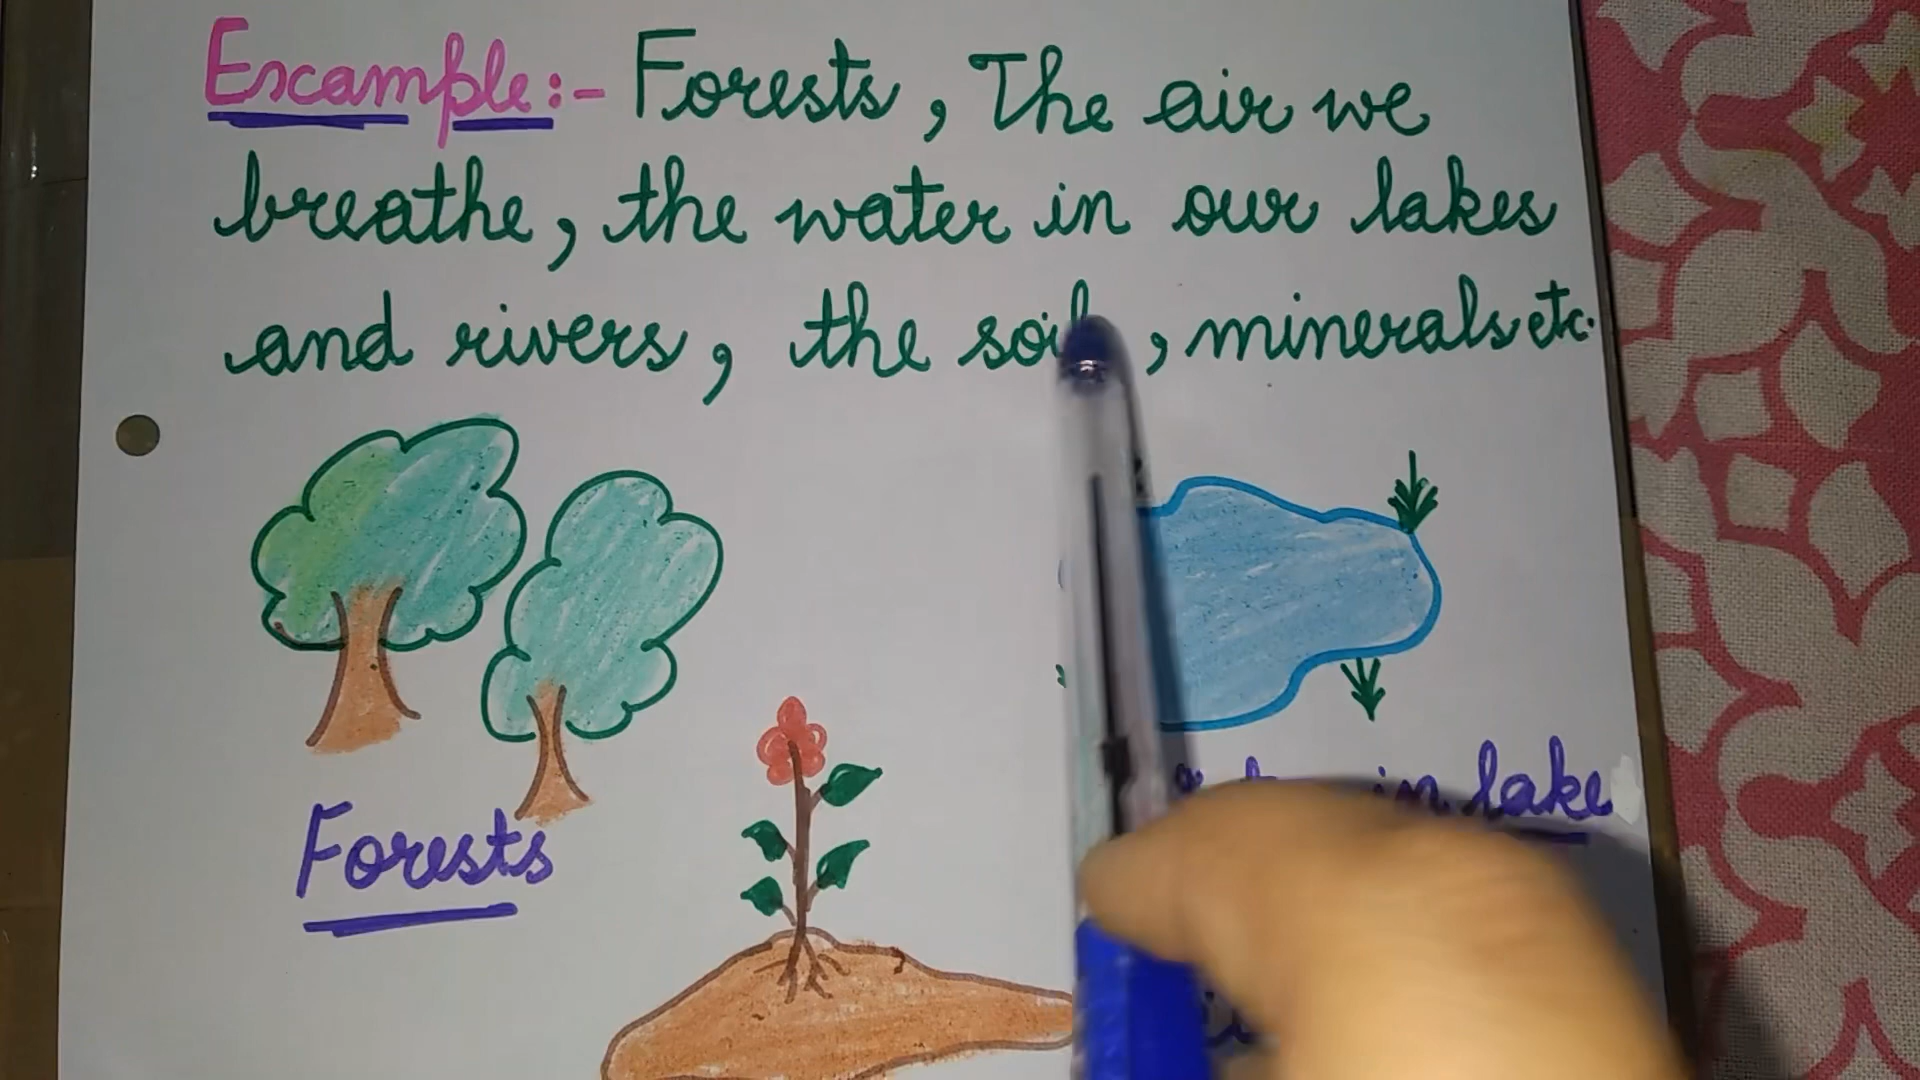 Example:- Forests, The air we
breathe, the water in our lakes
and rivers, the soil, minerals etc.
in lake
Forests